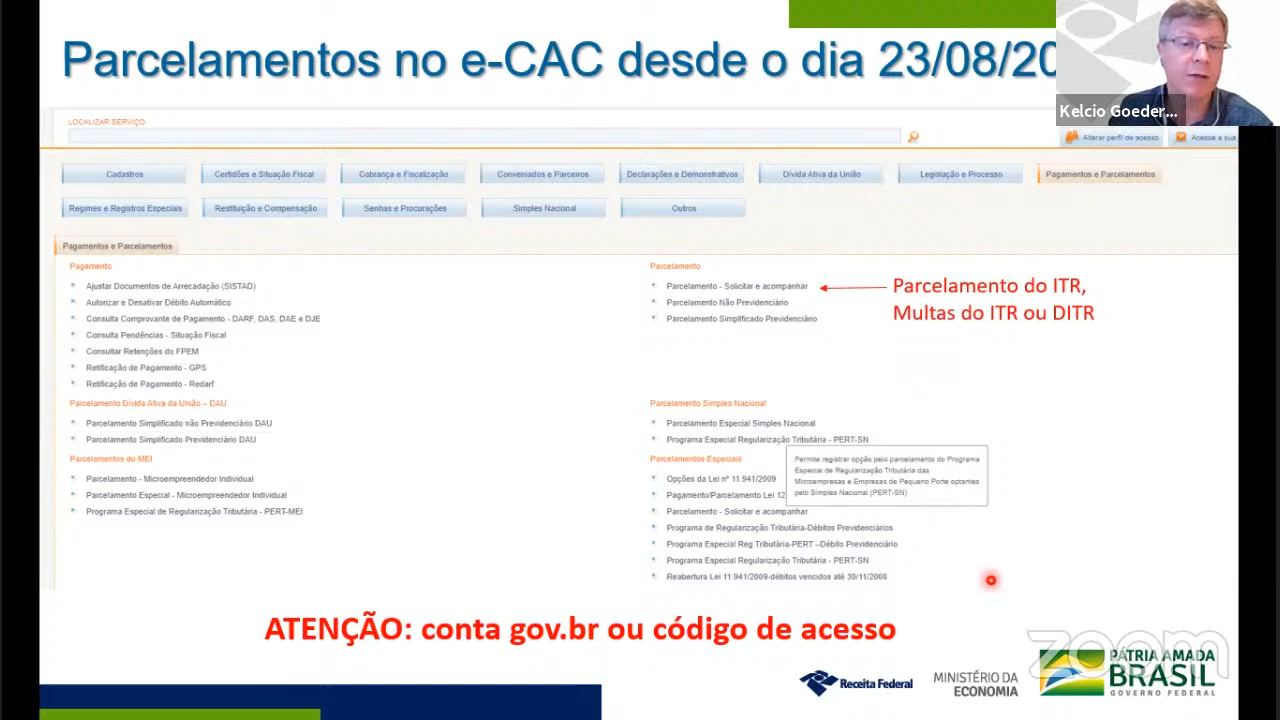 Parcelamentos no e-CAC desde o dia 23/08/20
Kelcio Goeder...
LOCALIZAR SERVIÇO
Alterar perfil de acesso
Acesse a sua
Cadastros
Certidões e Situação Fiscal
Cobrança e Fiscalização
Conveniados e Parceiros
Declarações e Demonstrativos
Dívida Ativa da União
Legislação e Processo
Pagamentos e Parcelamentos
Regimes e Registros Especiais
Restituição e Compensação
Senhas e Procurações
Simples Nacional
Outros
Pagamentos e Parcelamentos
Pagamento
Ajustar Documentos de Arrecadação (SISTAD)
Autorizar e Desativar Débito Automático
Consulta Comprovante de Pagamento - DARF, DAS, DAE e DJE
Consulta Pendências - Situação Fiscal
Consultar Retenções do FPEM
Retificação de Pagamento - GPS
Retificação de Pagamento - Redarf
Parcelamento
Parcelamento - Solicitar e acompanhar
Parcelamento Não Previdenciário
Parcelamento Simplificado Previdenciário
Parcelamento do ITR,
Multas do ITR ou DITR
Parcelamento Dívida Ativa da União – DAU
Parcelamento Simplificado não Previdenciário DAU
Parcelamento Simplificado Previdenciário DAU
Parcelamento Simples Nacional
Parcelamento Especial Simples Nacional
Programa Especial Regularização Tributária - PERT-SN
Parcelamentos do MEI
Parcelamento - Microempreendedor Individual
Parcelamento Especial - Microempreendedor Individual
Programa Especial de Regularização Tributária - PERT-MEI
Parcelamentos Especiais
Opções da Lei nº 11.941/2009
Pagamento/Parcelamento Lei 12
Parcelamento - Solicitar e acompanhar
Programa de Regularização Tributária-Débitos Previdenciários
Programa Especial Reg Tributária-PERT –Débito Previdenciário
Programa Especial Regularização Tributária - PERT-SN
Reabertura Lei 11.941/2009-débitos vencidos até 30/11/2008
Permite registrar opção pelo parcelamento do Programa
Especial de Regularização Tributária das
Microempresas e Empresas de Pequeno Porte optantes
pelo Simples Nacional (PERT-SN)
ATENÇÃO: conta gov.br ou código de acesso
Receita Federal
MINISTÉRIO DA
ECONOMIA
PÁTRIA AMADA
BRASIL
GOVERNO FEDERAL
zoom